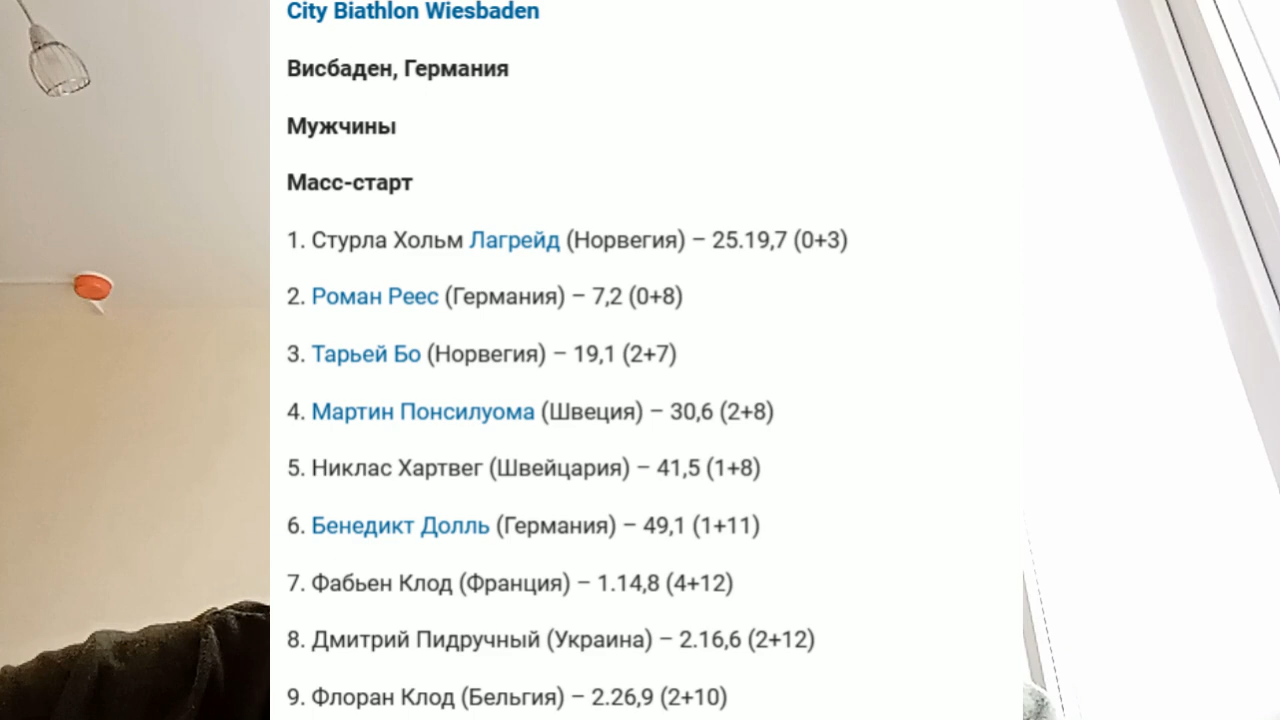 City Biathlon Wiesbaden
Висбаден, Германия
Мужчины
Масс-старт
1. Стурла Хольм Лагрейд (Норвегия) – 25.19,7 (0+3)
2. Роман Реес (Германия) – 7,2 (0+8)
3. Тарьей Бо (Норвегия) – 19,1 (2+7)
4. Мартин Понсилуома (Швеция) – 30,6 (2+8)
5. Никлас Хартвег (Швейцария) – 41,5 (1+8)
6. Бенедикт Долль (Германия) – 49,1 (1+11)
7. Фабьен Клод (Франция) – 1.14,8 (4+12)
8. Дмитрий Пидручный (Украина) – 2.16,6 (2+12)
9. Флоран Клод (Бельгия) – 2.26,9 (2+10)